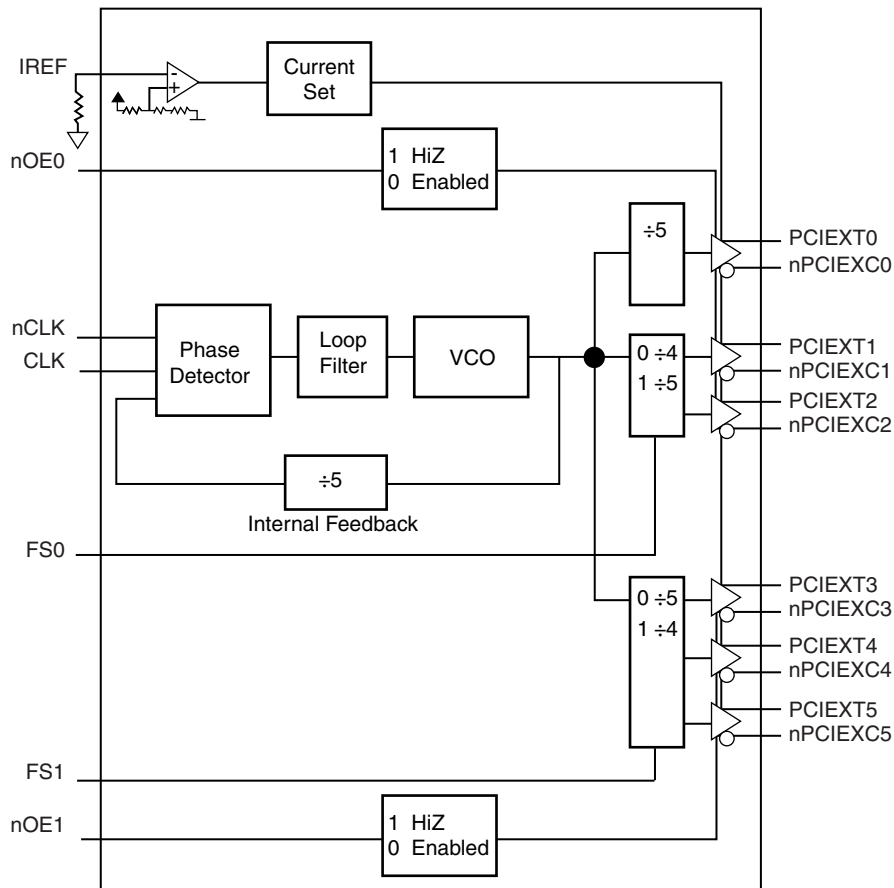 IREF
-
+
Current
Set
nOE0
1 HiZ
0 Enabled
÷5
PCIEXT0
nPCIEXC0
nCLK
CLK
Phase
Detector
Loop
Filter
VCO
0 ÷4
1 ÷5
PCIEXT1
nPCIEXC1
PCIEXT2
nPCIEXC2
÷5
Internal Feedback
FS0
0 ÷5
1 ÷4
PCIEXT3
nPCIEXC3
PCIEXT4
nPCIEXC4
PCIEXT5
nPCIEXC5
FS1
nOE1
1 HiZ
0 Enabled